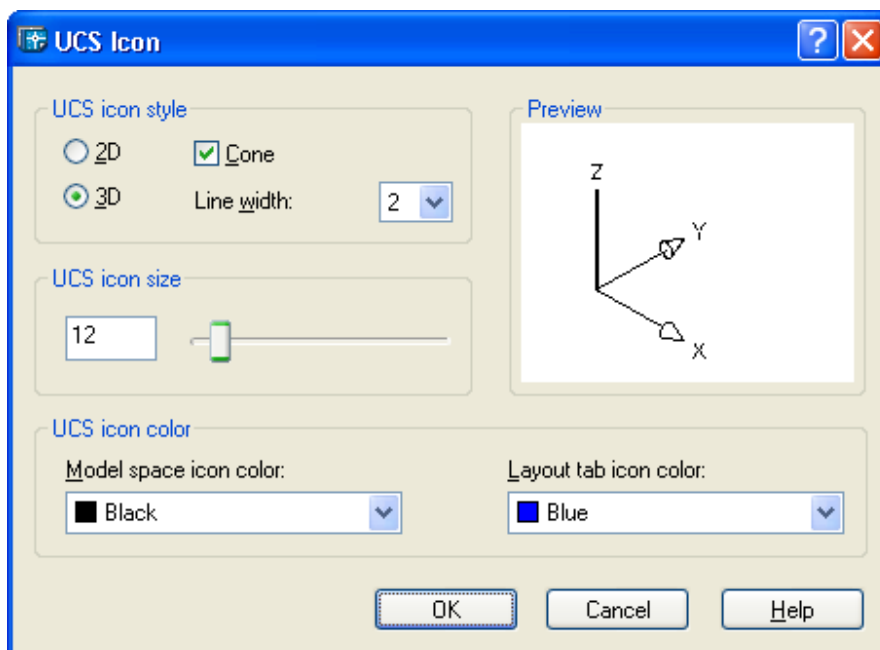 UCS Icon
UCS icon style
2D
Cone
3D
Line width:
2
Preview
Z
Y
X
UCS icon size
12
UCS icon color
Model space icon color:
Black
Layout tab icon color:
Blue
OK
Cancel
Help